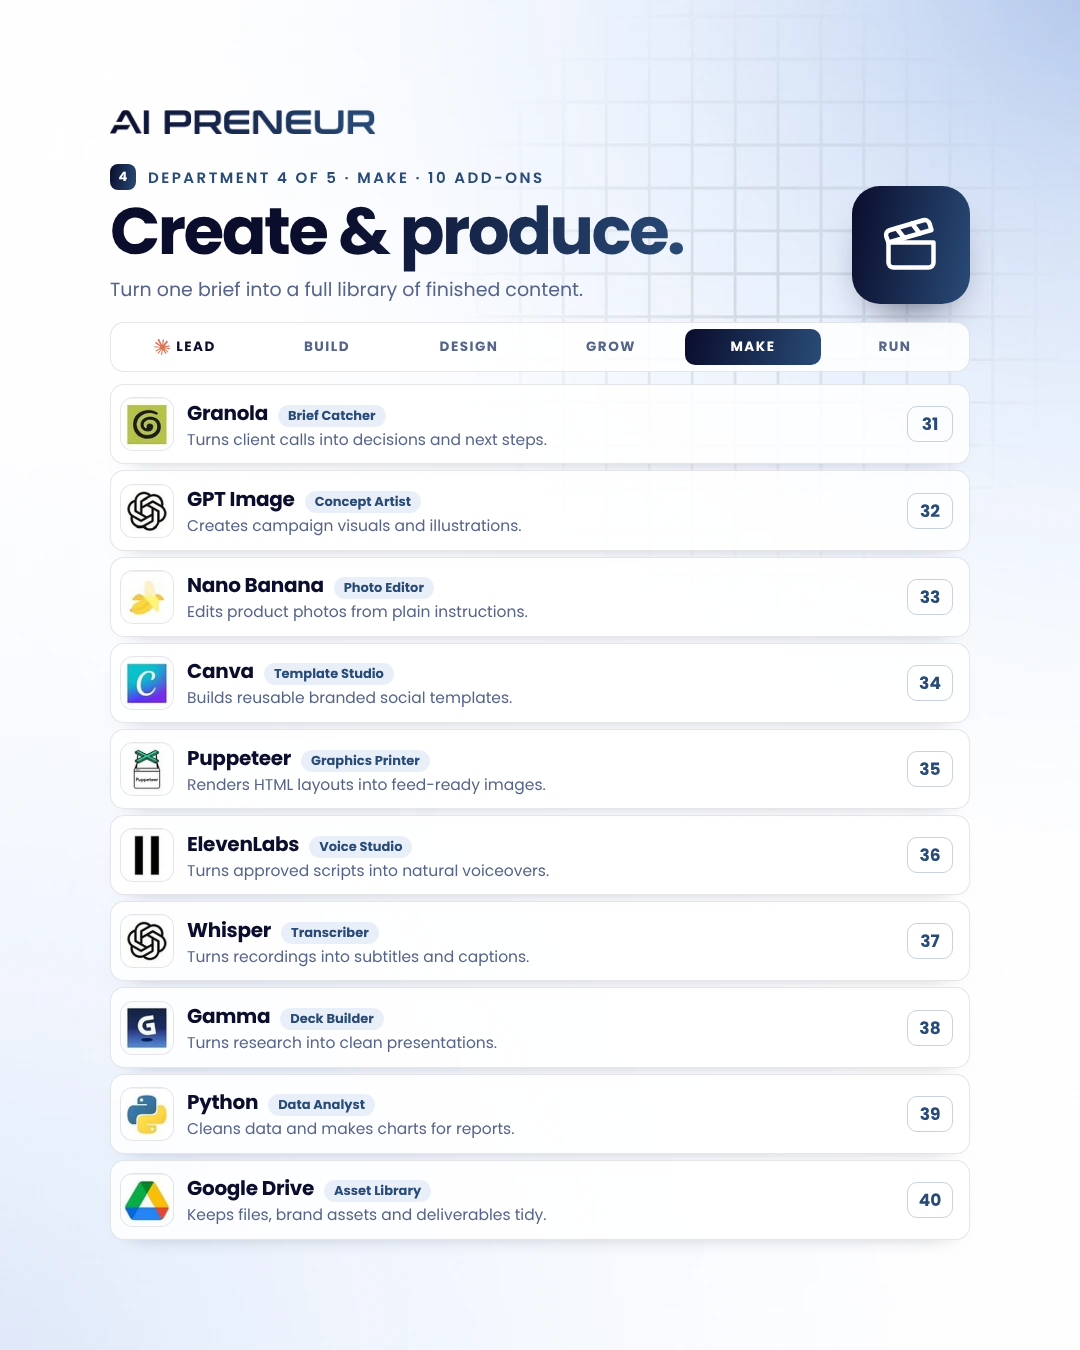 AI PRENEUR
4 DEPARTMENT 4 OF 5 · MAKE · 10 ADD-ONS
Create & produce.
Turn one brief into a full library of finished content.
LEAD BUILD DESIGN GROW MAKE RUN
Granola Brief Catcher
Turns client calls into decisions and next steps.
31
GPT Image Concept Artist
Creates campaign visuals and illustrations.
32
Nano Banana Photo Editor
Edits product photos from plain instructions.
33
Canva Template Studio
Builds reusable branded social templates.
34
Puppeteer
Puppeteer Graphics Printer
Renders HTML layouts into feed-ready images.
35
ElevenLabs Voice Studio
Turns approved scripts into natural voiceovers.
36
Whisper Transcriber
Turns recordings into subtitles and captions.
37
Gamma Deck Builder
Turns research into clean presentations.
38
Python Data Analyst
Cleans data and makes charts for reports.
39
Google Drive Asset Library
Keeps files, brand assets and deliverables tidy.
40